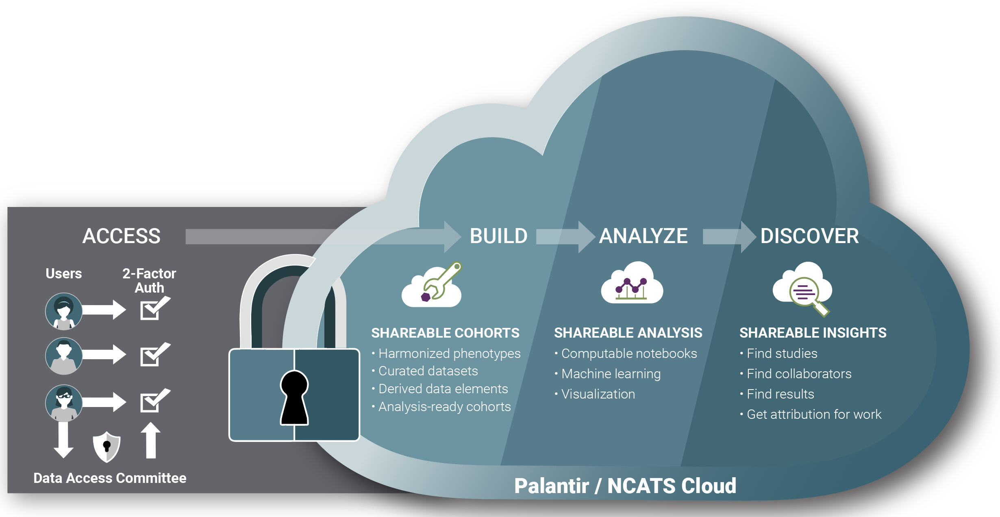 ACCESS
BUILD
ANALYZE
DISCOVER
Users
2-Factor
Auth
Data Access Committee
SHAREABLE COHORTS
• Harmonized phenotypes
• Curated datasets
• Derived data elements
• Analysis-ready cohorts
SHAREABLE ANALYSIS
• Computable notebooks
• Machine learning
• Visualization
SHAREABLE INSIGHTS
• Find studies
• Find collaborators
• Find results
• Get attribution for work
Palantir / NCATS Cloud